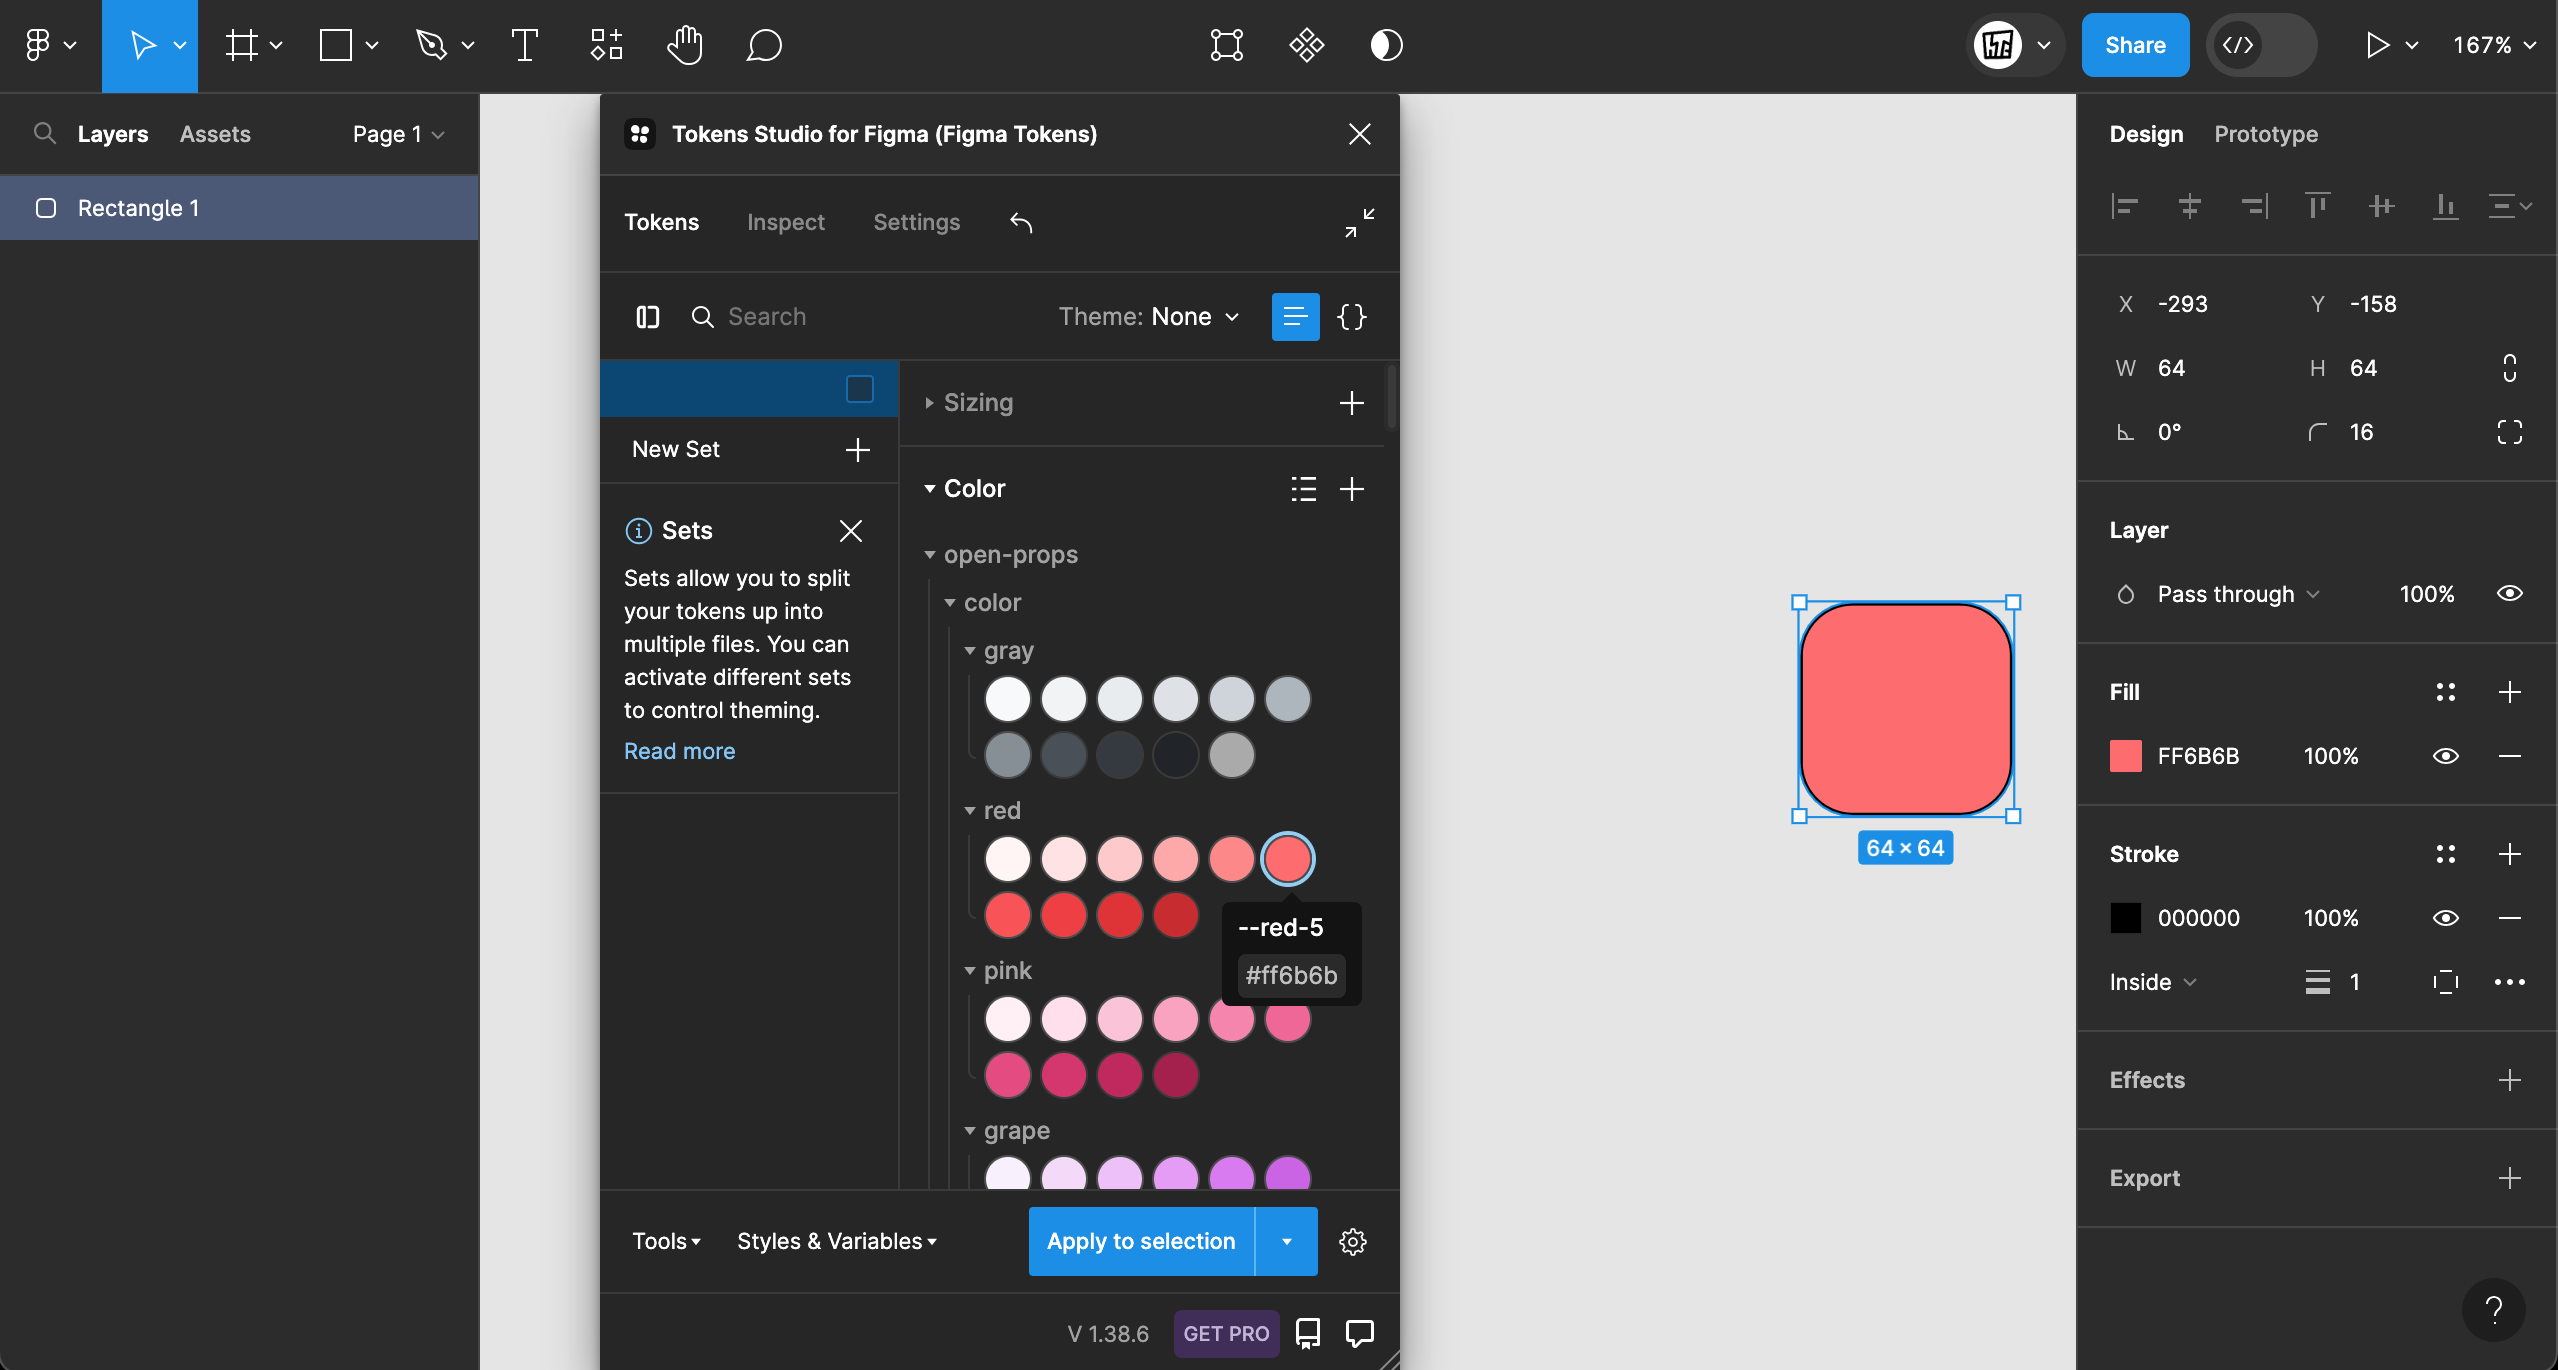 Share
167%
Layers
Assets
Page 1
Rectangle 1
Tokens Studio for Figma (Figma Tokens)
Tokens
Inspect
Settings
Search
Theme: None
New Set
Sets
Sets allow you to split
your tokens up into
multiple files. You can
activate different sets
to control theming.
Read more
Sizing
Color
open-props
color
gray
red
--red-5
#ff6b6b
pink
grape
Tools
Styles & Variables
Apply to selection
V 1.38.6
GET PRO
64 × 64
Design
Prototype
X -293
Y -158
W 64
H 64
0°
16
Layer
Pass through
100%
Fill
FF6B6B
100%
Stroke
000000
100%
Inside
1
Effects
Export
?